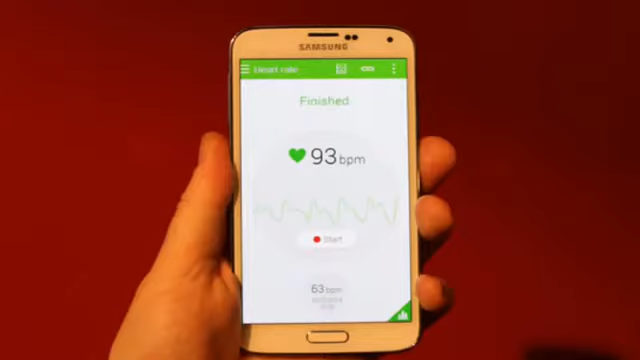 SAMSUNG
Heart rate
Finished
93 bpm
Start
63 bpm